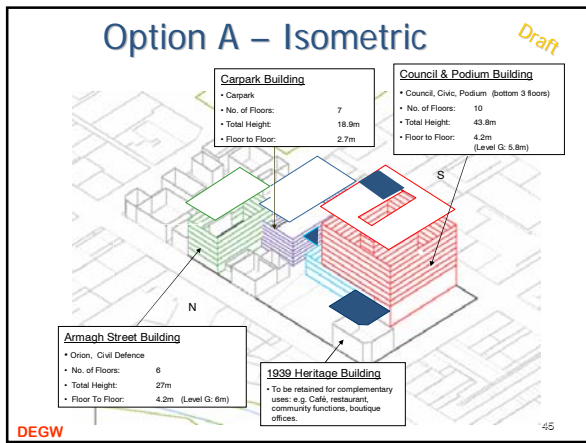 Option A – Isometric
Draft
Carpark Building
• Carpark
• No. of Floors: 7
• Total Height: 18.9m
• Floor to Floor: 2.7m
Council & Podium Building
• Council, Civic, Podium (bottom 3 floors)
• No. of Floors: 10
• Total Height: 43.8m
• Floor to Floor: 4.2m
(Level G: 5.8m)
S
N
Armagh Street Building
• Orion, Civil Defence
• No. of Floors: 6
• Total Height: 27m
• Floor To Floor: 4.2m (Level G: 6m)
1939 Heritage Building
• To be retained for complementary
uses: e.g. Café, restaurant,
community functions, boutique
offices.
DEGW
45